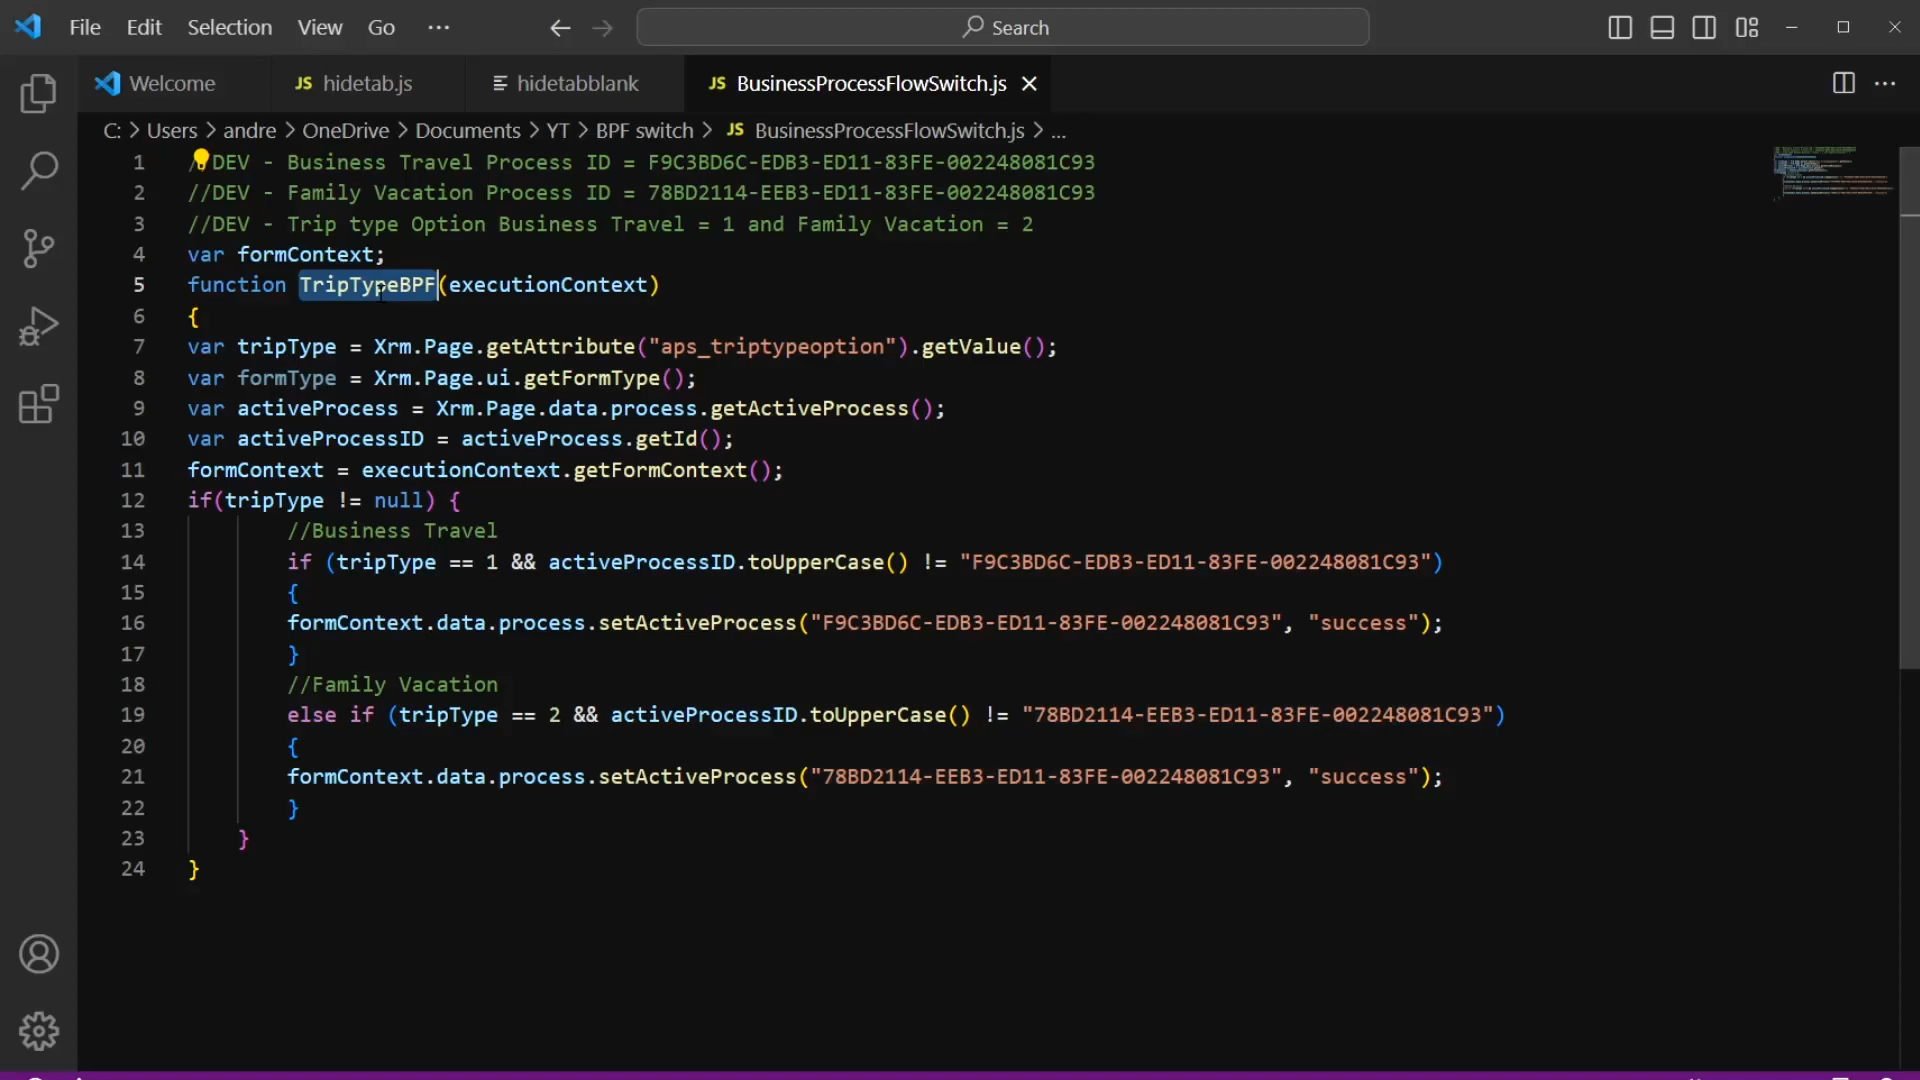 File Edit Selection View Go ··· Search
Welcome JS hidetab.js hidetabblank JS BusinessProcessFlowSwitch.js
C: > Users > andre > OneDrive > Documents > YT > BPF switch > JS BusinessProcessFlowSwitch.js > ...
1 //DEV - Business Travel Process ID = F9C3BD6C-EDB3-ED11-83FE-002248081C93
2 //DEV - Family Vacation Process ID = 78BD2114-EEB3-ED11-83FE-002248081C93
3 //DEV - Trip type Option Business Travel = 1 and Family Vacation = 2
4 var formContext;
5 function TripTypeBPF(executionContext)
6 {
7 var tripType = Xrm.Page.getAttribute("aps_triptypeoption").getValue();
8 var formType = Xrm.Page.ui.getFormType();
9 var activeProcess = Xrm.Page.data.process.getActiveProcess();
10 var activeProcessID = activeProcess.getId();
11 formContext = executionContext.getFormContext();
12 if(tripType != null) {
13 //Business Travel
14 if (tripType == 1 && activeProcessID.toUpperCase() != "F9C3BD6C-EDB3-ED11-83FE-002248081C93")
15 {
16 formContext.data.process.setActiveProcess("F9C3BD6C-EDB3-ED11-83FE-002248081C93", "success");
17 }
18 //Family Vacation
19 else if (tripType == 2 && activeProcessID.toUpperCase() != "78BD2114-EEB3-ED11-83FE-002248081C93")
20 {
21 formContext.data.process.setActiveProcess("78BD2114-EEB3-ED11-83FE-002248081C93", "success");
22 }
23 }
24 }